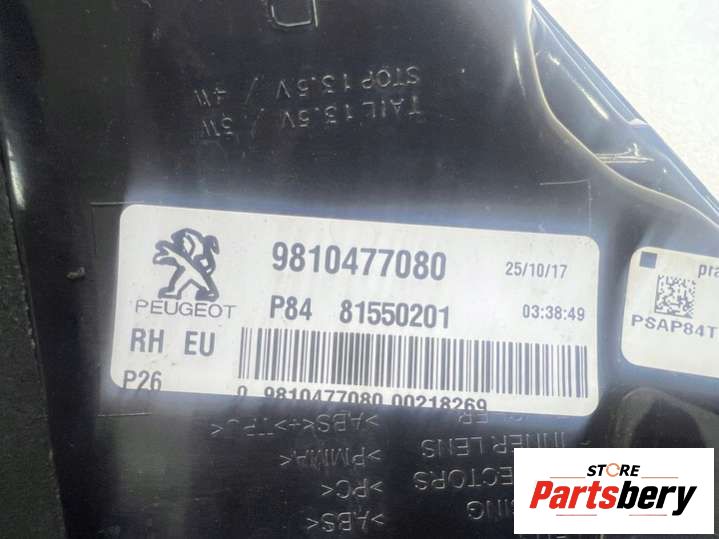 STOP 13.5V / 4W
TAIL 13.5V / 5W
9810477080
25/10/17
PEUGEOT
P84 81550201
03:38:49
RH EU
P26
0 9810477080 00218269
PSAP84T
>ABS<+>TPC<
INNER LENS
>PMMA<
>PC<
>ABS<
STORE
Partsbery